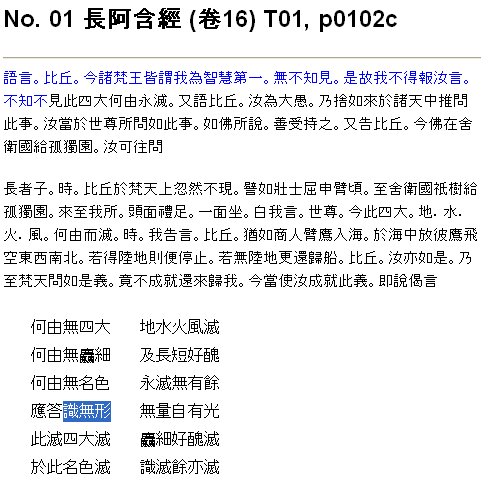 No. 01 長阿含經 (卷16) T01, p0102c
語言。比丘。今諸梵王皆謂我為智慧第一。無不知見。是故我不得報汝言。
不知不見此四大何由永滅。又語比丘。汝為大愚。乃捨如來於諸天中推問
此事。汝當於世尊所問如此事。如佛所說。善受持之。又告比丘。今佛在舍
衛國給孤獨園。汝可往問
長者子。時。比丘於梵天上忽然不現。譬如壯士屈申臂頃。至舍衛國祇樹給
孤獨園。來至我所。頭面禮足。一面坐。白我言。世尊。今此四大。地．水．
火．風。何由而滅。時。我告言。比丘。猶如商人臂鷹入海。於海中放彼鷹飛
空東西南北。若得陸地則便停止。若無陸地更還歸船。比丘。汝亦如是。乃
至梵天問如是義。竟不成就還來歸我。今當使汝成就此義。即說偈言
何由無四大　　地水火風滅
何由無麤細　　及長短好醜
何由無名色　　永滅無有餘
應答識無形　　無量自有光
此滅四大滅　　麤細好醜滅
於此名色滅　　識滅餘亦滅